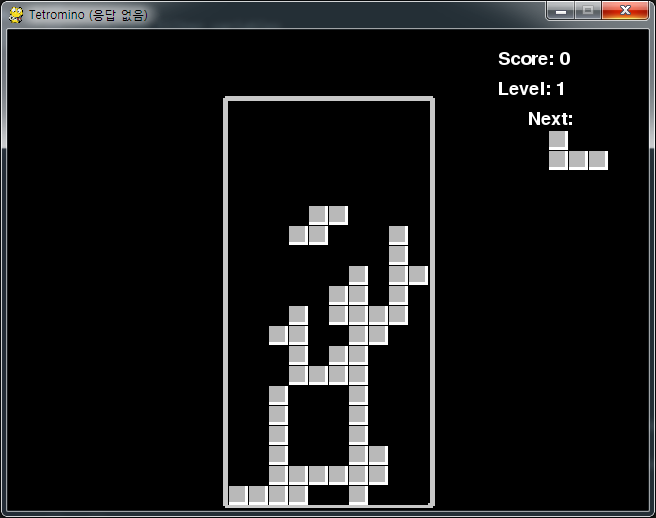 Tetromino (응답 없음)
Score: 0
Level: 1
Next: